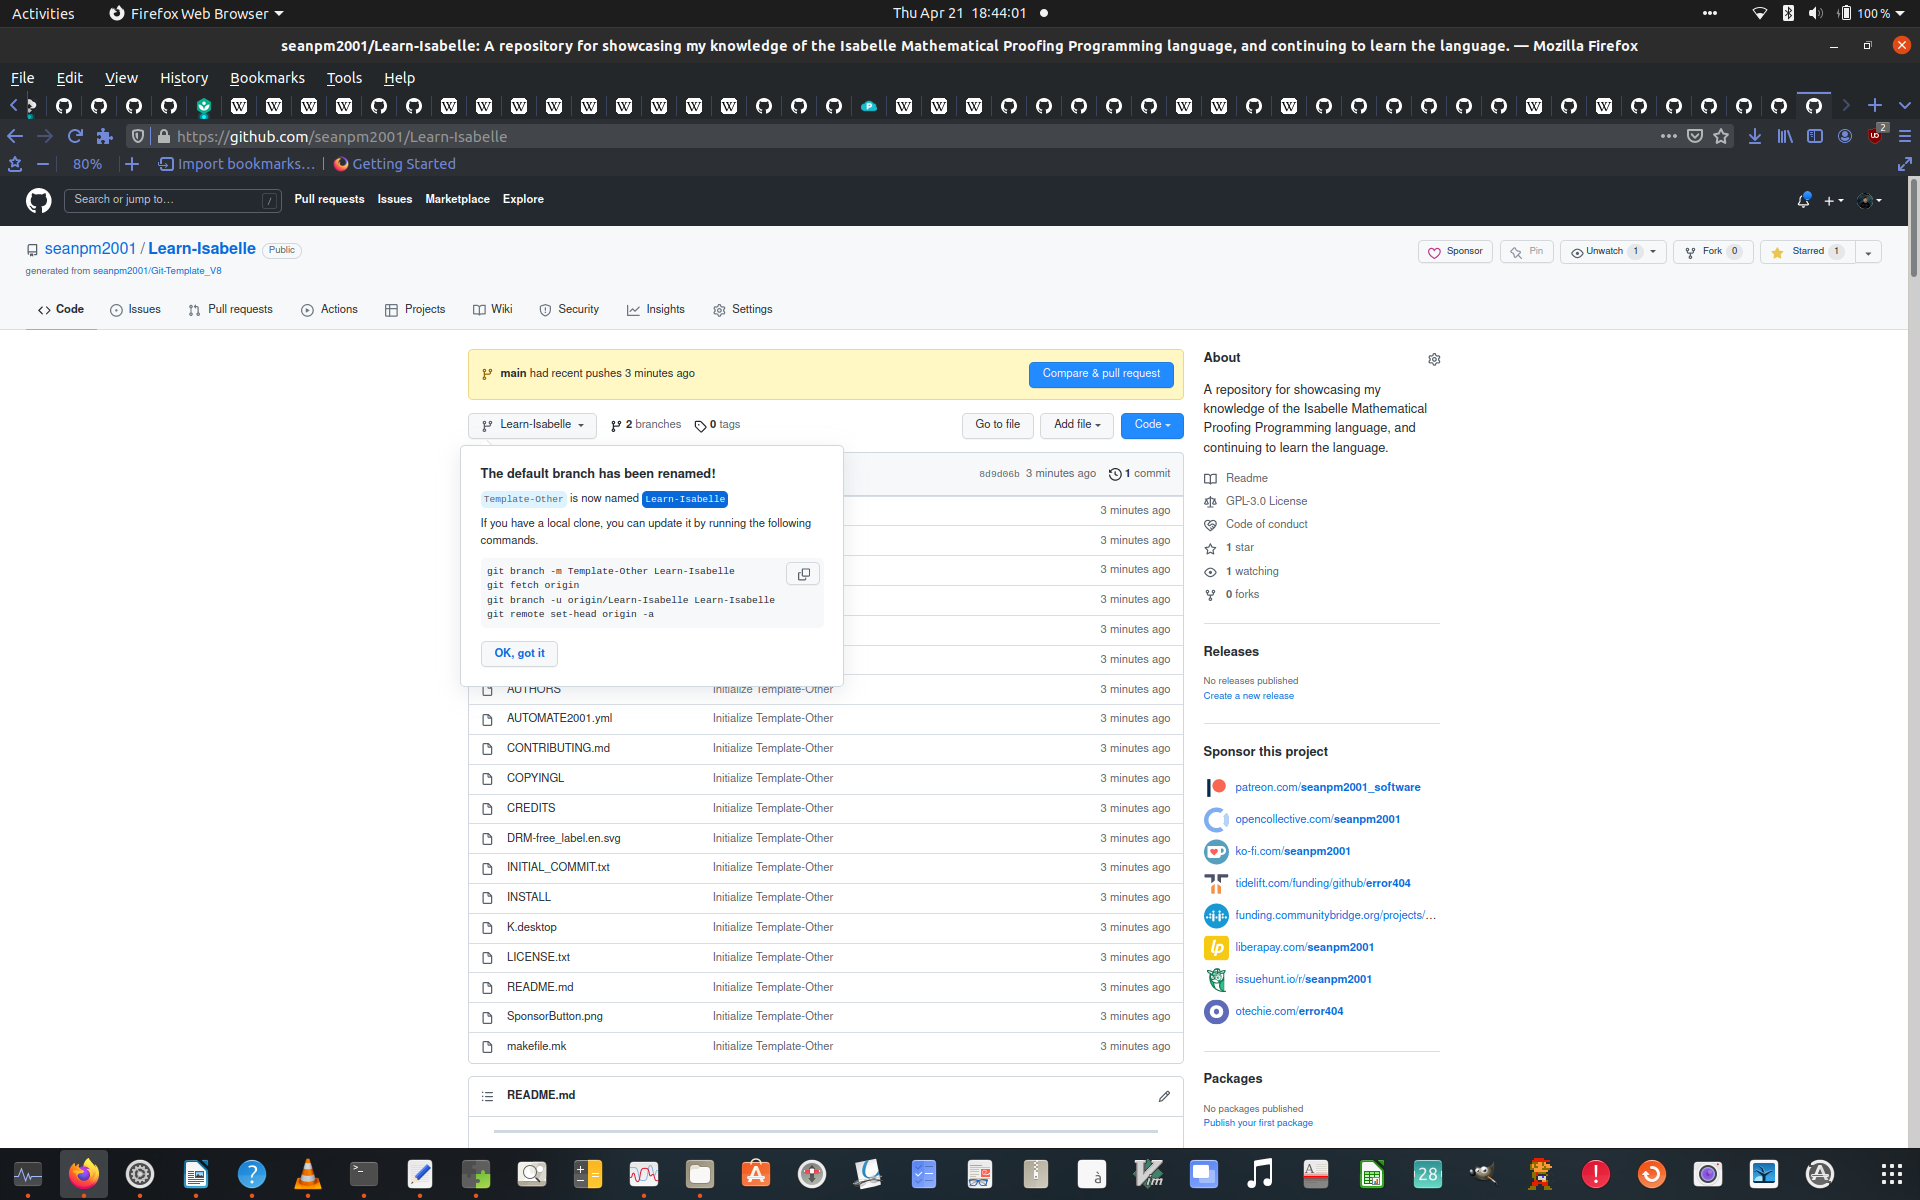 Activities
Firefox Web Browser
Thu Apr 21 18:44:01
100 %
seanpm2001/Learn-Isabelle: A repository for showcasing my knowledge of the Isabelle Mathematical Proofing Programming language, and continuing to learn the language. — Mozilla Firefox
File Edit View History Bookmarks Tools Help
https://github.com/seanpm2001/Learn-Isabelle
2
80%
Import bookmarks...
Getting Started
Search or jump to...
/
Pull requests Issues Marketplace Explore
seanpm2001 / Learn-Isabelle Public
generated from seanpm2001/Git-Template_V8
Sponsor
Pin
Unwatch 1
Fork 0
Starred 1
Code Issues Pull requests Actions Projects Wiki Security Insights Settings
main had recent pushes 3 minutes ago
Compare & pull request
Learn-Isabelle
2 branches
0 tags
Go to file
Add file
Code
The default branch has been renamed!
Template-Other is now named Learn-Isabelle
If you have a local clone, you can update it by running the following
commands.
git branch -m Template-Other Learn-Isabelle
git fetch origin
git branch -u origin/Learn-Isabelle Learn-Isabelle
git remote set-head origin -a
OK, got it
8d9d06b 3 minutes ago 1 commit
3 minutes ago
3 minutes ago
3 minutes ago
3 minutes ago
3 minutes ago
3 minutes ago
AUTHORS Initialize Template-Other 3 minutes ago
AUTOMATE2001.yml Initialize Template-Other 3 minutes ago
CONTRIBUTING.md Initialize Template-Other 3 minutes ago
COPYINGL Initialize Template-Other 3 minutes ago
CREDITS Initialize Template-Other 3 minutes ago
DRM-free_label.en.svg Initialize Template-Other 3 minutes ago
INITIAL_COMMIT.txt Initialize Template-Other 3 minutes ago
INSTALL Initialize Template-Other 3 minutes ago
K.desktop Initialize Template-Other 3 minutes ago
LICENSE.txt Initialize Template-Other 3 minutes ago
README.md Initialize Template-Other 3 minutes ago
SponsorButton.png Initialize Template-Other 3 minutes ago
makefile.mk Initialize Template-Other 3 minutes ago
README.md
About
A repository for showcasing my
knowledge of the Isabelle Mathematical
Proofing Programming language, and
continuing to learn the language.
Readme
GPL-3.0 License
Code of conduct
1 star
1 watching
0 forks
Releases
No releases published
Create a new release
Sponsor this project
patreon.com/seanpm2001_software
opencollective.com/seanpm2001
ko-fi.com/seanpm2001
tidelift.com/funding/github/error404
funding.communitybridge.org/projects/...
liberapay.com/seanpm2001
issuehunt.io/r/seanpm2001
otechie.com/error404
Packages
No packages published
Publish your first package
28